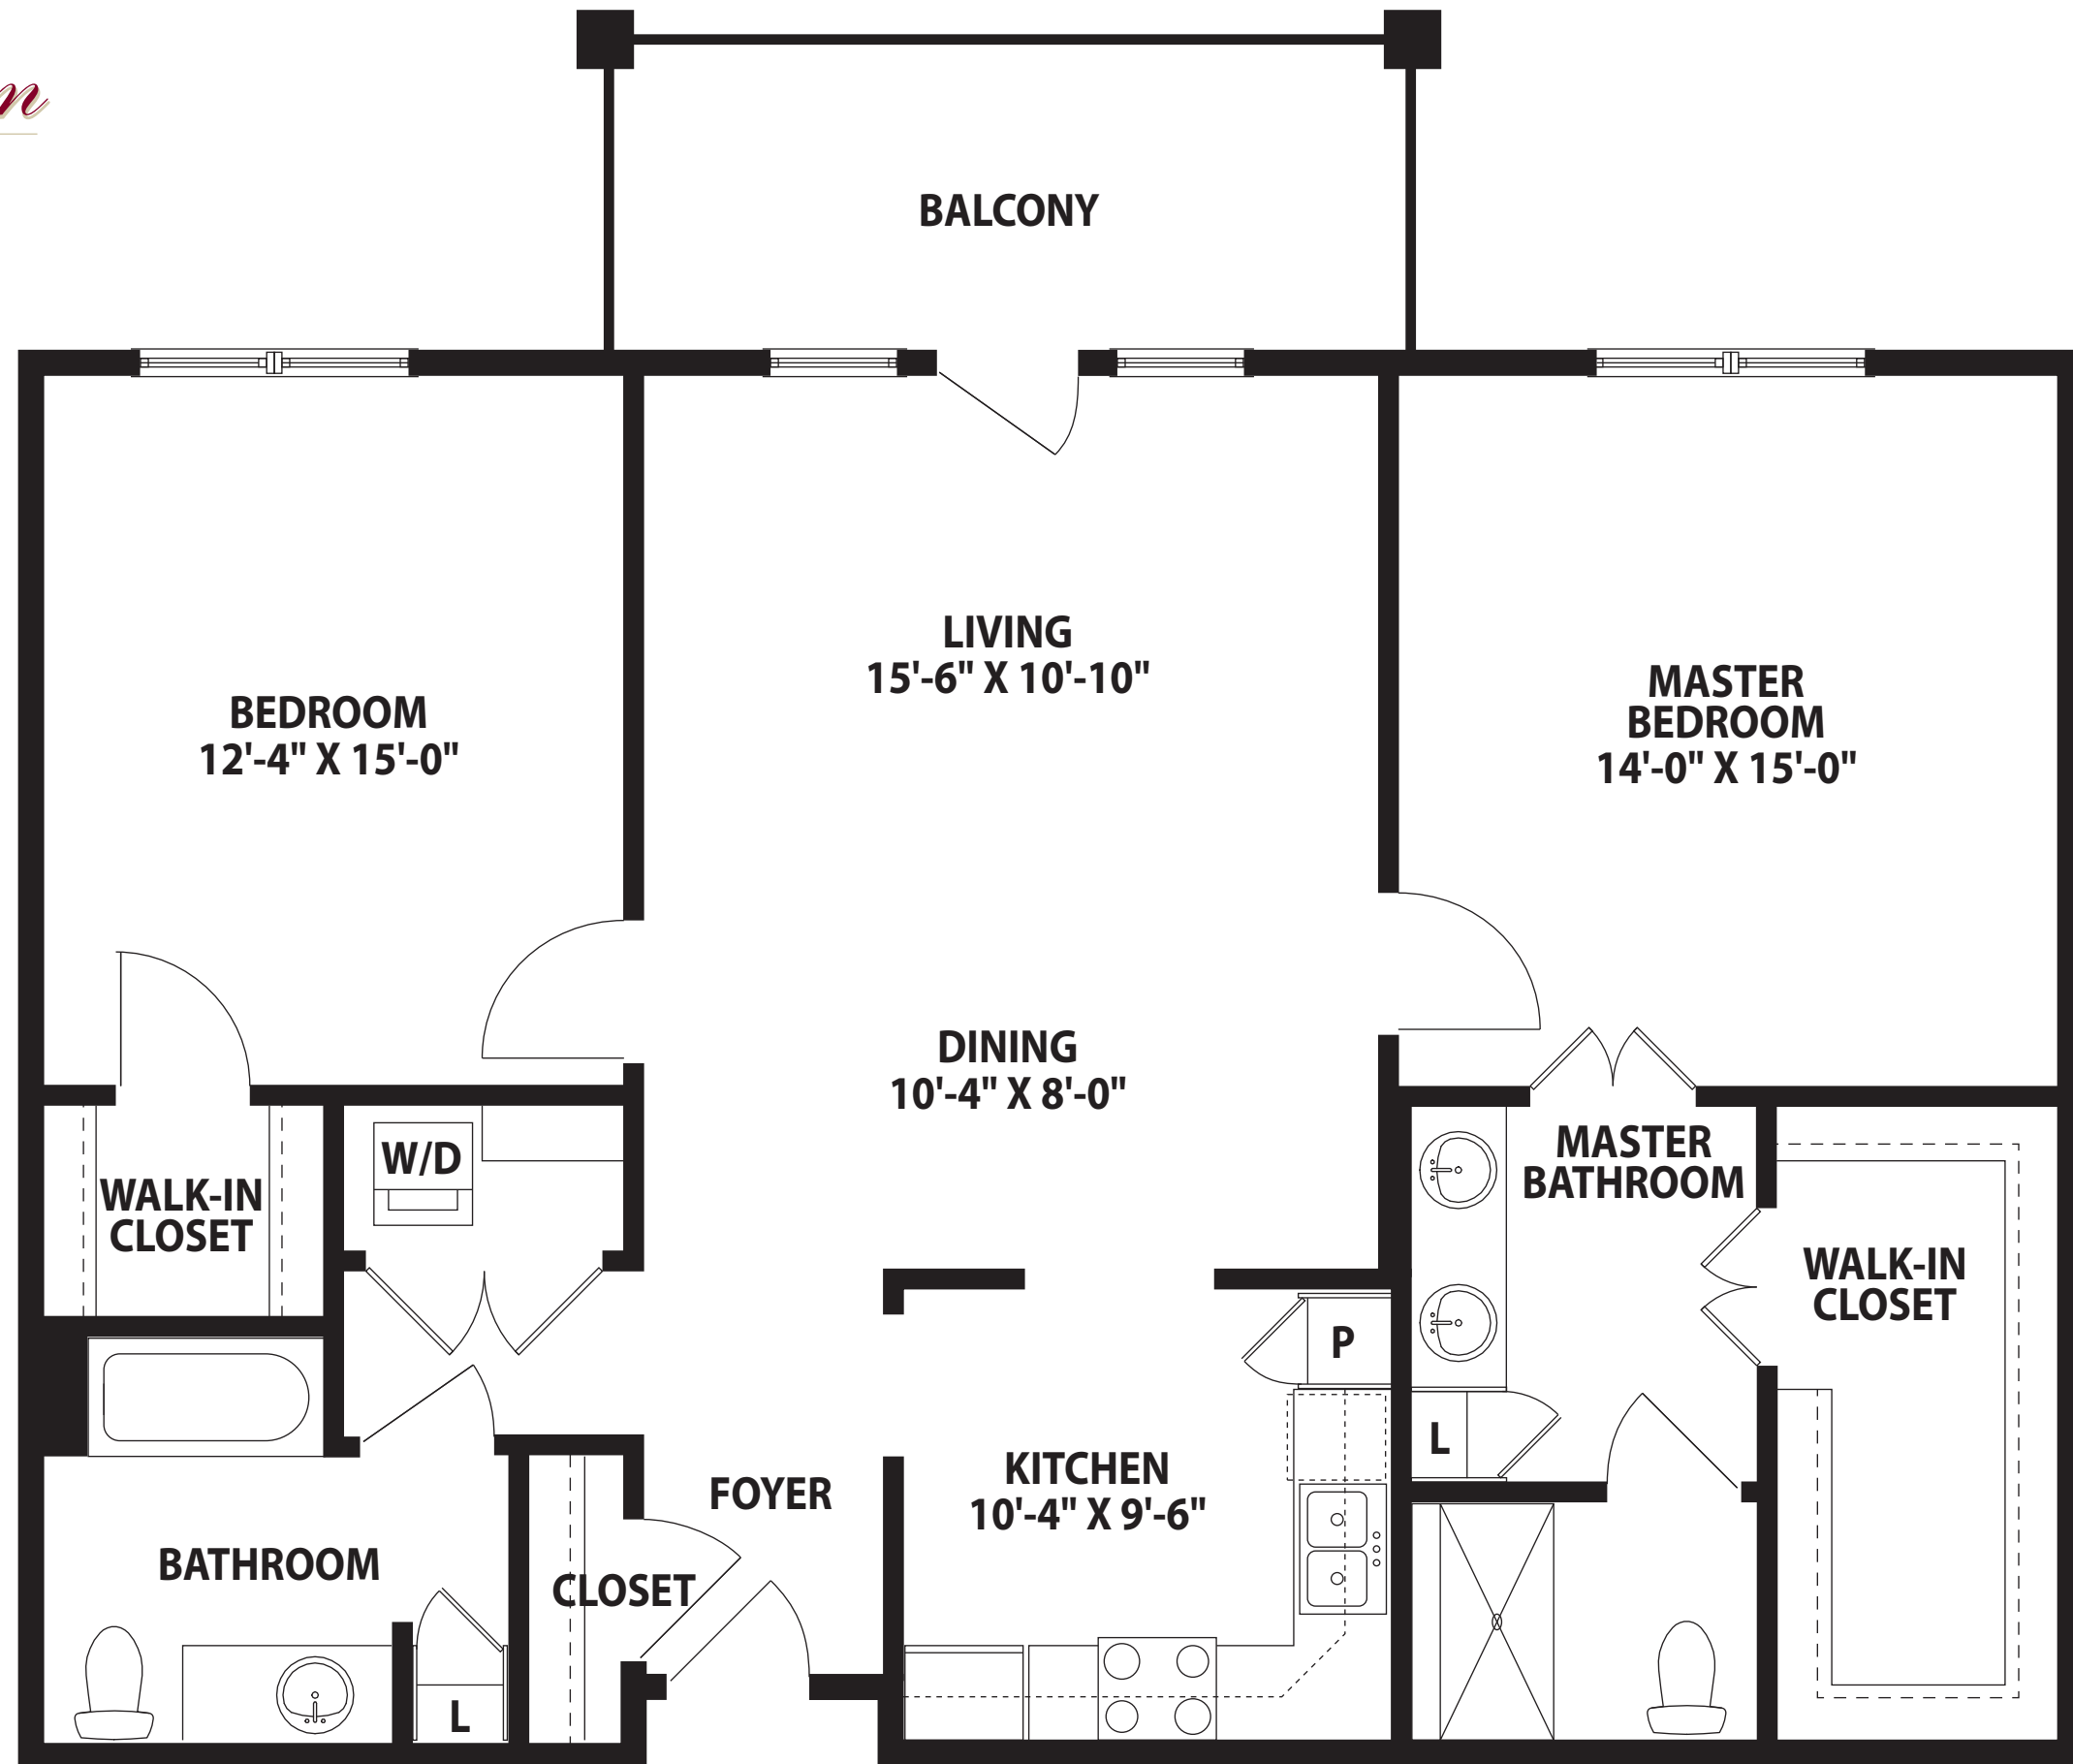 BALCONY
LIVING
15'-6" X 10'-10"
BEDROOM
12'-4" X 15'-0"
MASTER
BEDROOM
14'-0" X 15'-0"
DINING
10'-4" X 8'-0"
W/D
WALK-IN
CLOSET
MASTER
BATHROOM
WALK-IN
CLOSET
P
L
KITCHEN
10'-4" X 9'-6"
FOYER
BATHROOM
CLOSET
L